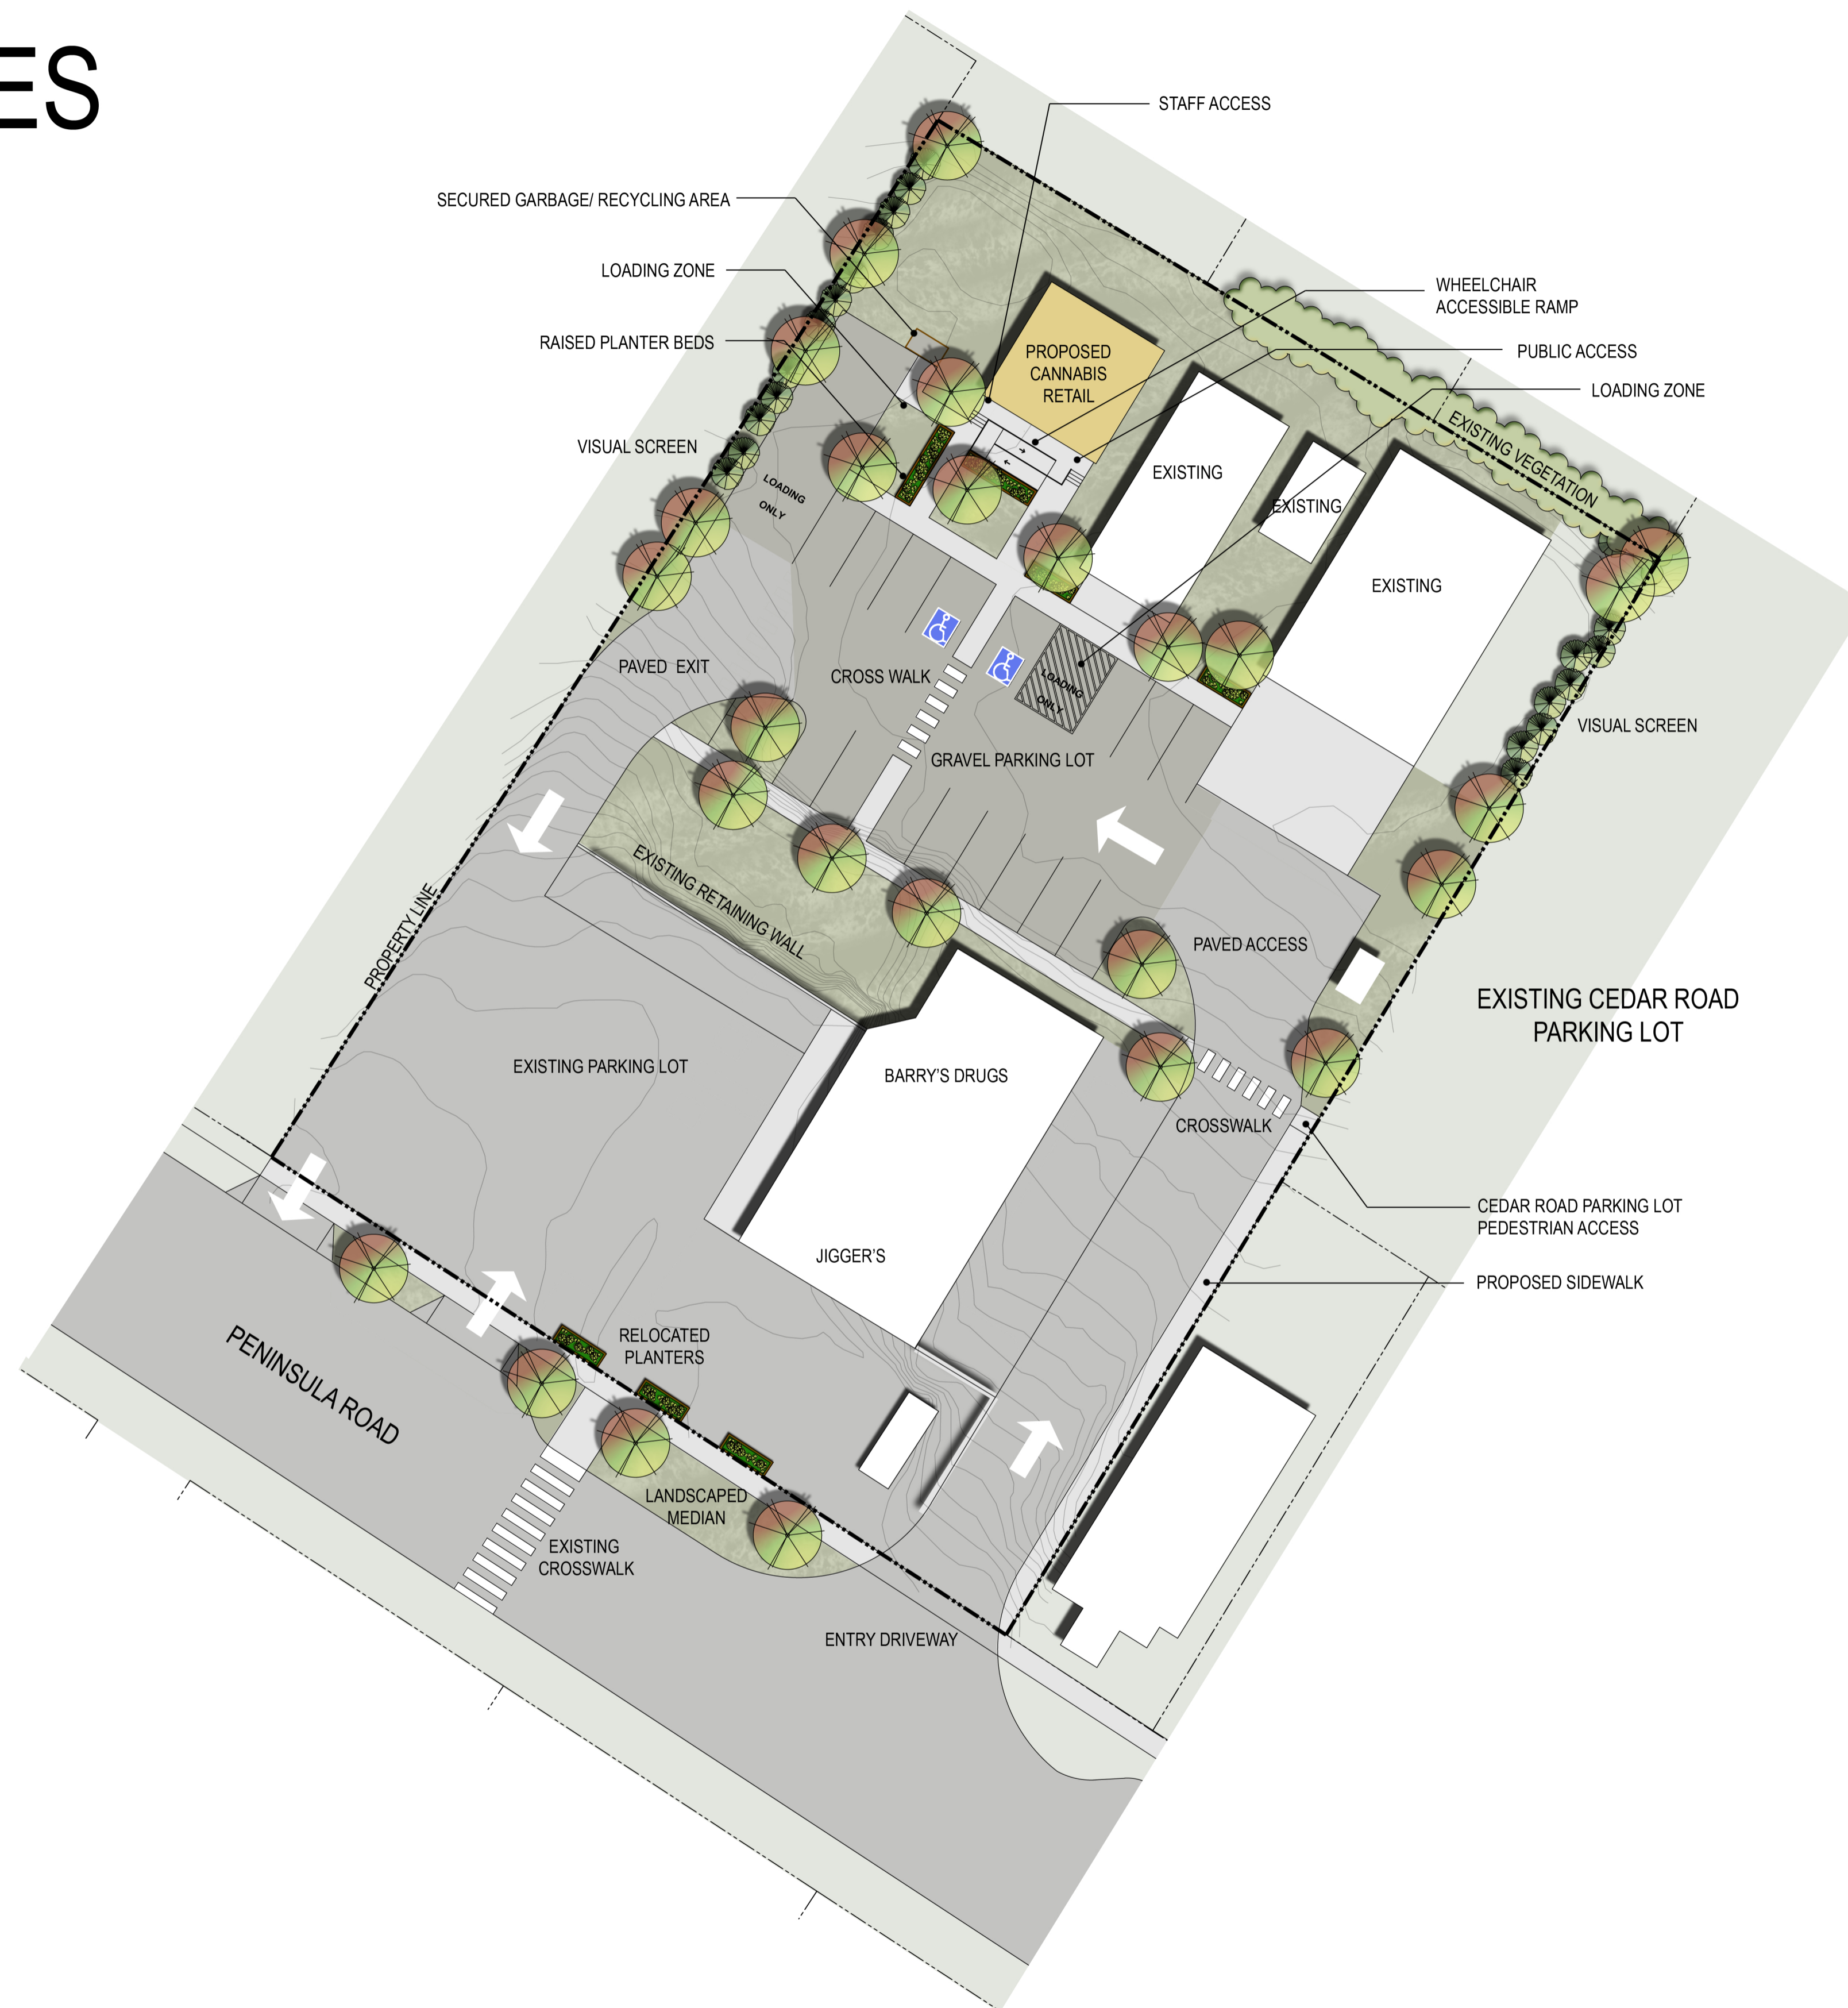 ES
STAFF ACCESS
SECURED GARBAGE/ RECYCLING AREA
LOADING ZONE
WHEELCHAIR
ACCESSIBLE RAMP
RAISED PLANTER BEDS
PUBLIC ACCESS
PROPOSED
CANNABIS
RETAIL
LOADING ZONE
VISUAL SCREEN
EXISTING VEGETATION
EXISTING
LOADING
ONLY
EXISTING
EXISTING
PAVED EXIT
CROSS WALK
LOADING
ONLY
VISUAL SCREEN
GRAVEL PARKING LOT
EXISTING RETAINING WALL
PROPERTY LINE
PAVED ACCESS
EXISTING CEDAR ROAD
PARKING LOT
EXISTING PARKING LOT
BARRY'S DRUGS
CROSSWALK
CEDAR ROAD PARKING LOT
PEDESTRIAN ACCESS
JIGGER'S
PROPOSED SIDEWALK
RELOCATED
PLANTERS
PENINSULA ROAD
LANDSCAPED
MEDIAN
EXISTING
CROSSWALK
ENTRY DRIVEWAY